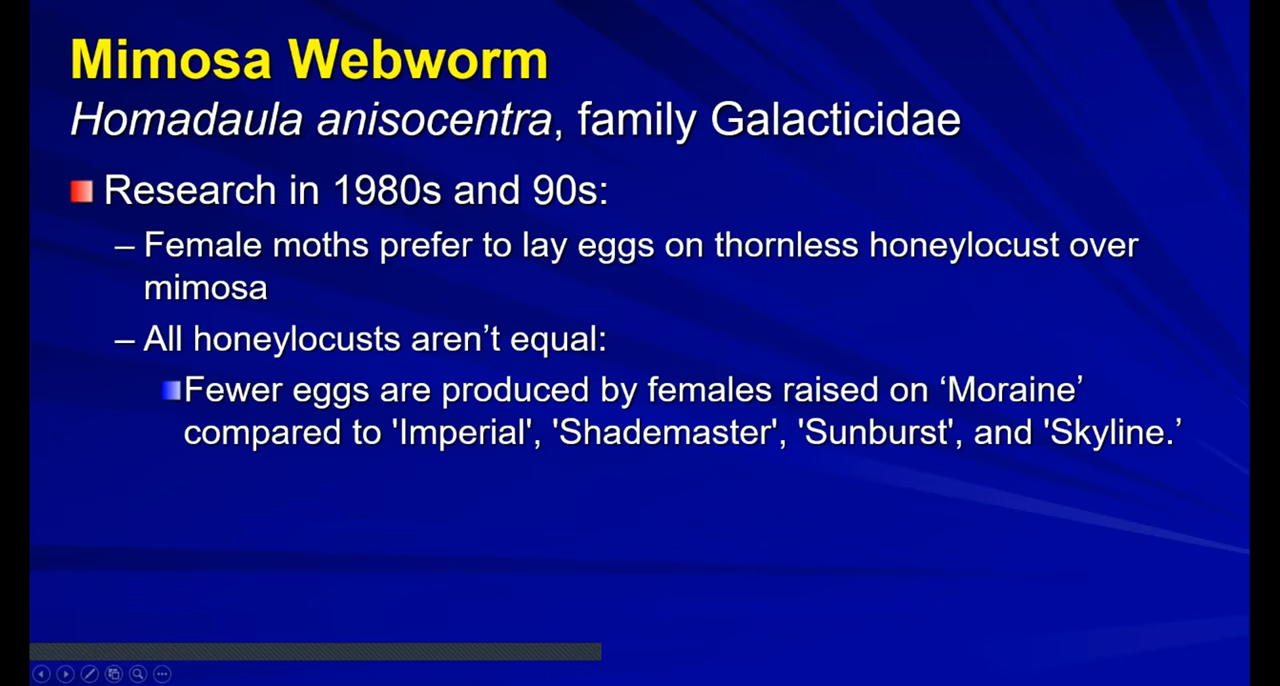 Mimosa Webworm
Homadaula anisocentra, family Galacticidae
Research in 1980s and 90s:
– Female moths prefer to lay eggs on thornless honeylocust over
mimosa
– All honeylocusts aren’t equal:
Fewer eggs are produced by females raised on ‘Moraine’
compared to 'Imperial', 'Shademaster', 'Sunburst', and 'Skyline.’